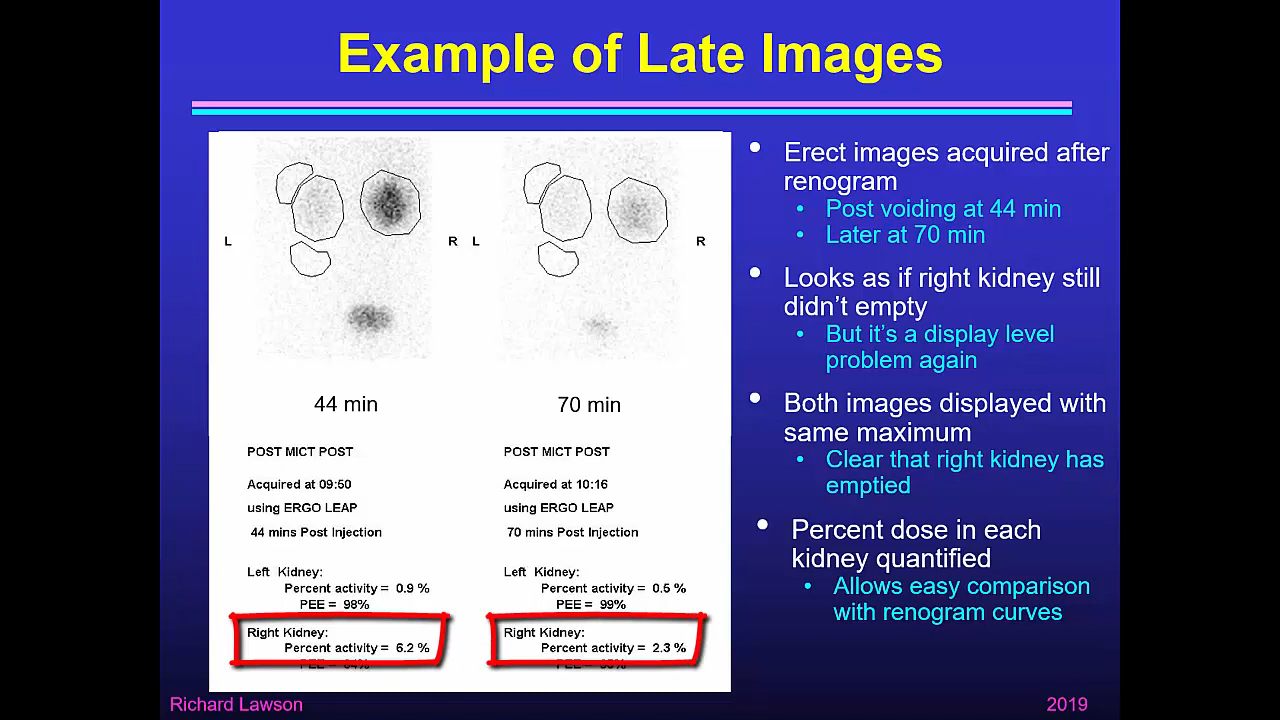 Example of Late Images
L
R
L
R
44 min
70 min
POST MICT POST
POST MICT POST
Acquired at 09:50
Acquired at 10:16
using ERGO LEAP
using ERGO LEAP
44 mins Post Injection
70 mins Post Injection
Left Kidney:
Left Kidney:
Percent activity = 0.9 %
Percent activity = 0.5 %
PEE = 98%
PEE = 99%
Right Kidney:
Right Kidney:
Percent activity = 6.2 %
Percent activity = 2.3 %
• Erect images acquired after
renogram
• Post voiding at 44 min
• Later at 70 min
• Looks as if right kidney still
didn't empty
• But it's a display level
problem again
• Both images displayed with
same maximum
• Clear that right kidney has
emptied
• Percent dose in each
kidney quantified
• Allows easy comparison
with renogram curves
Richard Lawson
2019